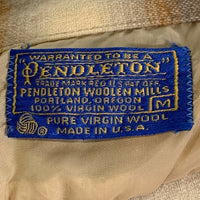 "WARRANTED TO BE A
"PENDLETON"
TRADE MARK REG. U.S. PAT. OFF.
PENDLETON WOOLEN MILLS
PORTLAND, OREGON
100% VIRGIN WOOL
M
PURE VIRGIN WOOL
MADE IN U.S.A.